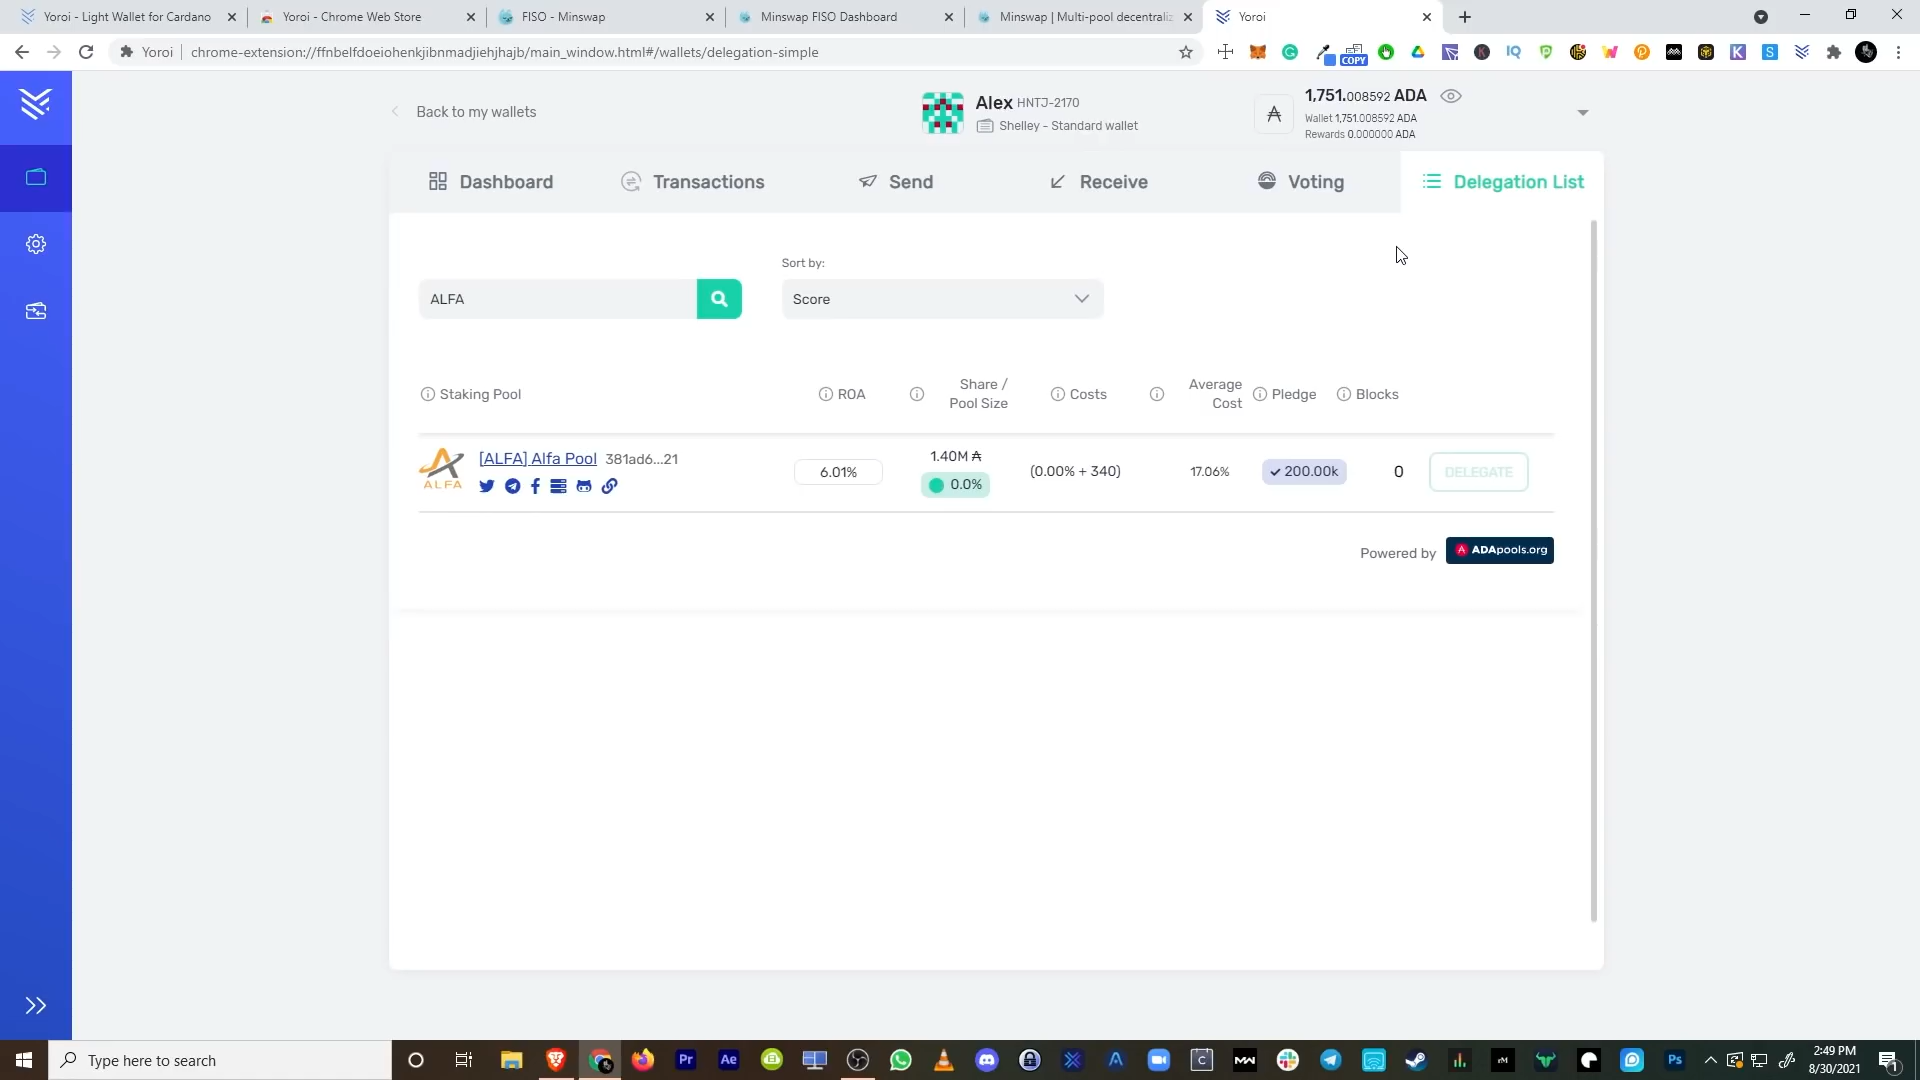 Yoroi - Light Wallet for Cardano
Yoroi - Chrome Web Store
FISO - Minswap
Minswap FISO Dashboard
Minswap | Multi-pool decentraliz
Yoroi
Yoroi
chrome-extension://ffnbelfdoeiohenkjibnmadjiehjhajb/main_window.html#/wallets/delegation-simple
COPY
Back to my wallets
Alex HNTJ-2170
Shelley - Standard wallet
1,751.008592 ADA
Wallet 1,751.008592 ADA
Rewards 0.000000 ADA
Dashboard
Transactions
Send
Receive
Voting
Delegation List
Sort by:
ALFA
Score
Staking Pool
ROA
Share /
Pool Size
Costs
Average
Cost
Pledge
Blocks
ALFA
[ALFA] Alfa Pool 381ad6...21
6.01%
1.40M ₳
0.0%
(0.00% + 340)
17.06%
200.00k
0
DELEGATE
Powered by
ADApools.org
Type here to search
Pr
Ae
Ps
2:49 PM
8/30/2021